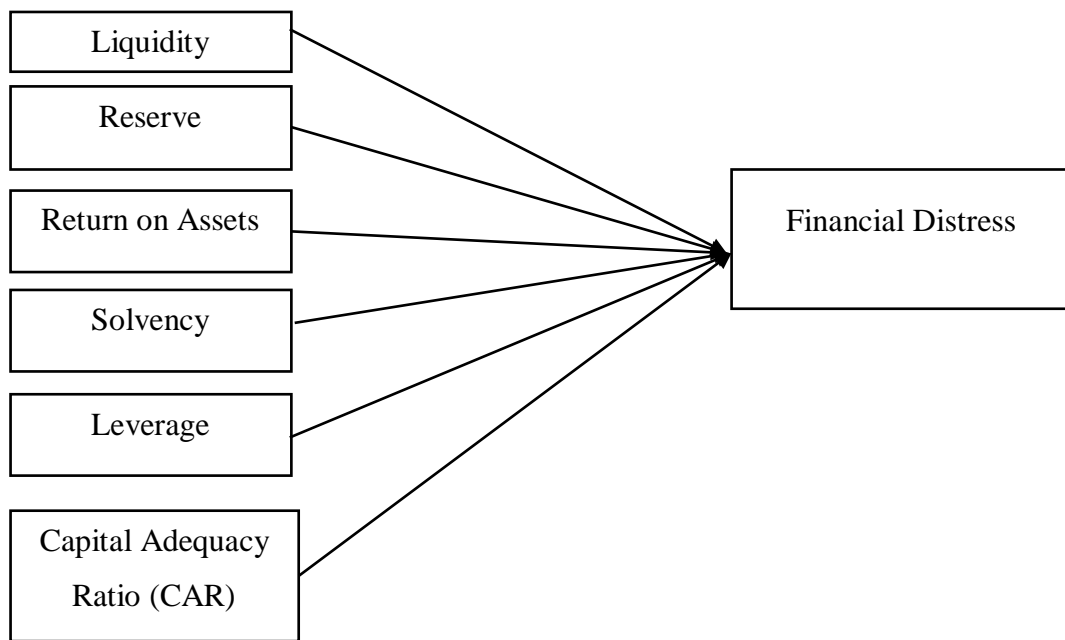 Liquidity
Reserve
Return on Assets
Solvency
Leverage
Capital Adequacy
Ratio (CAR)
Financial Distress